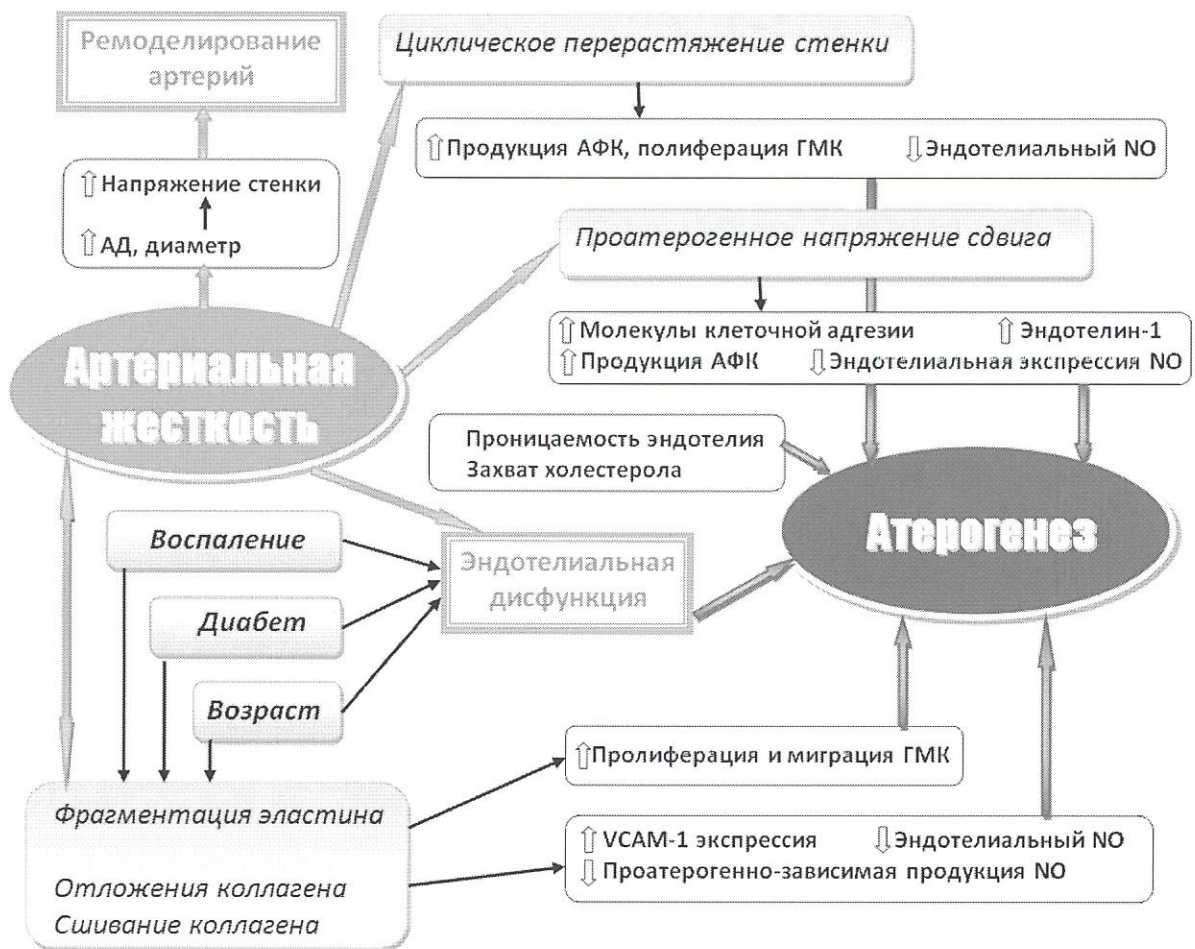 Ремоделирование
артерий
Циклическое перерастяжение стенки
⇧Продукция АФК, полиферация ГМК ⇩Эндотелиальный NO
⇧Напряжение стенки
⇧АД, диаметр
Проатерогенное напряжение сдвига
⇧Молекулы клеточной адгезии ⇧Эндотелин-1
⇧Продукция АФК ⇩Эндотелиальная экспрессия NO
Артериальная
жесткость
Проницаемость эндотелия
Захват холестерола
Атерогенез
Воспаление
Эндотелиальная
дисфункция
Диабет
Возраст
⇧Пролиферация и миграция ГМК
Фрагментация эластина
Отложения коллагена
Сшивание коллагена
⇧VCAM-1 экспрессия ⇩Эндотелиальный NO
⇩Проатерогенно-зависимая продукция NO